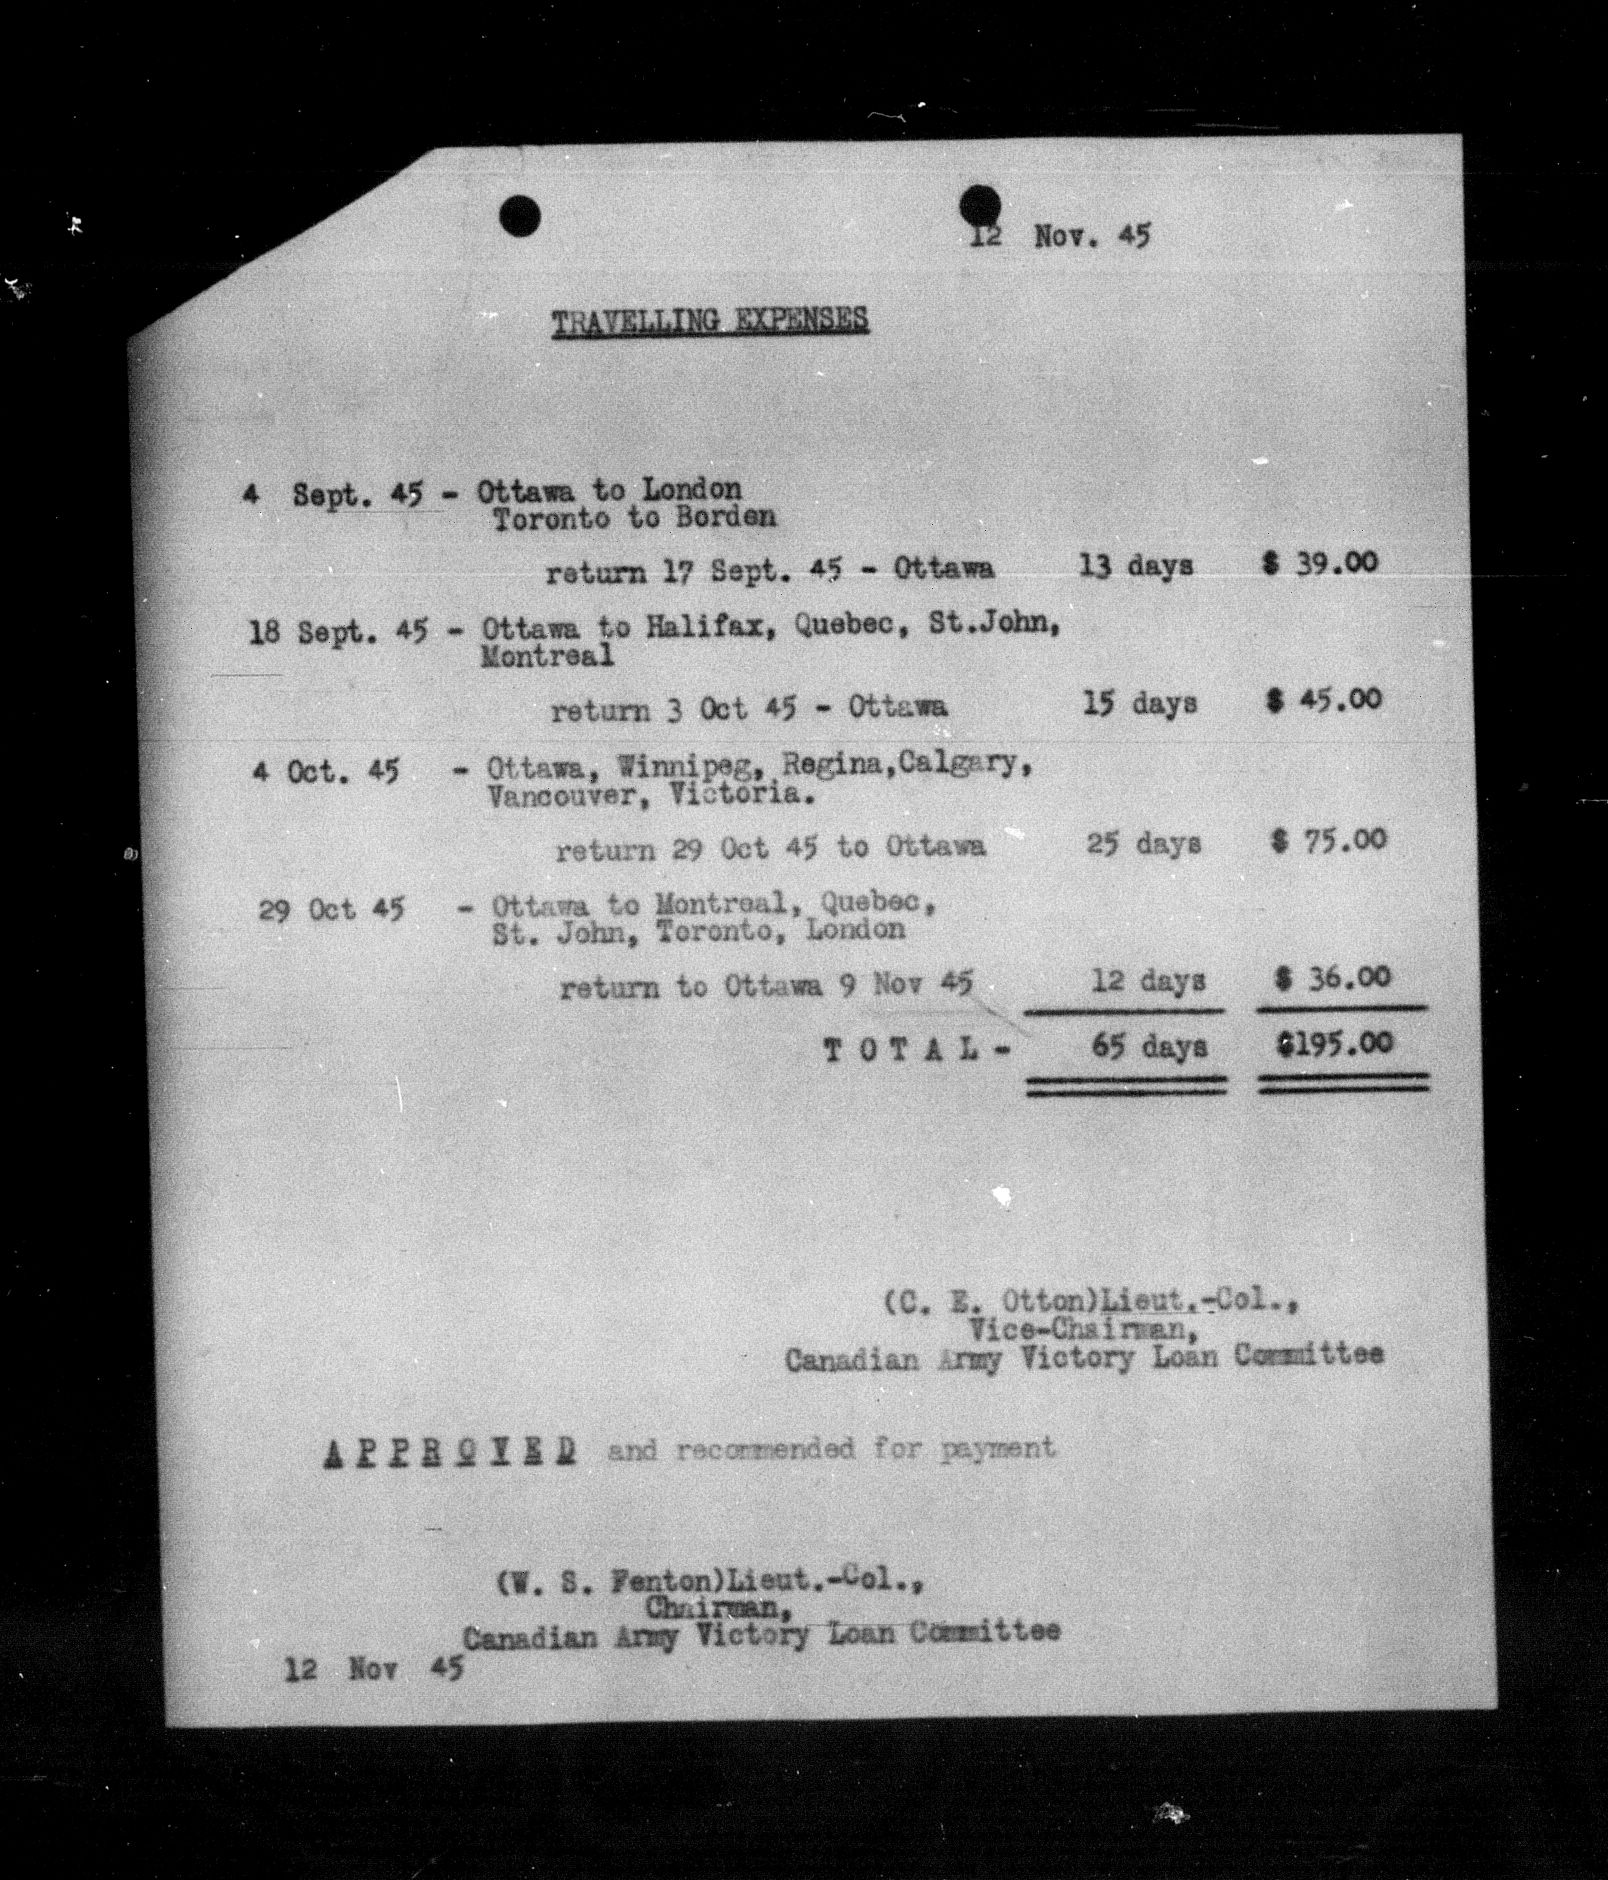 12 Nov. 45
TRAVELLING EXPENSES
4 Sept. 45 - Ottawa to London
Toronto to Borden
return 17 Sept. 45 - Ottawa 13 days $ 39.00
18 Sept. 45 - Ottawa to Halifax, Quebec, St.John,
Montreal
return 3 Oct 45 - Ottawa 15 days $ 45.00
4 Oct. 45 - Ottawa, Winnipeg, Regina,Calgary,
Vancouver, Victoria.
return 29 Oct 45 to Ottawa 25 days $ 75.00
29 Oct 45 - Ottawa to Montreal, Quebec,
St. John, Toronto, London
return to Ottawa 9 Nov 45 12 days $ 36.00
T O T A L - 65 days $195.00
(C. E. Otton)Lieut.-Col.,
Vice-Chairman,
Canadian Army Victory Loan Committee
A P P R O V E D and recommended for payment
(W. S. Fenton)Lieut.-Col.,
Chairman,
Canadian Army Victory Loan Committee
12 Nov 45